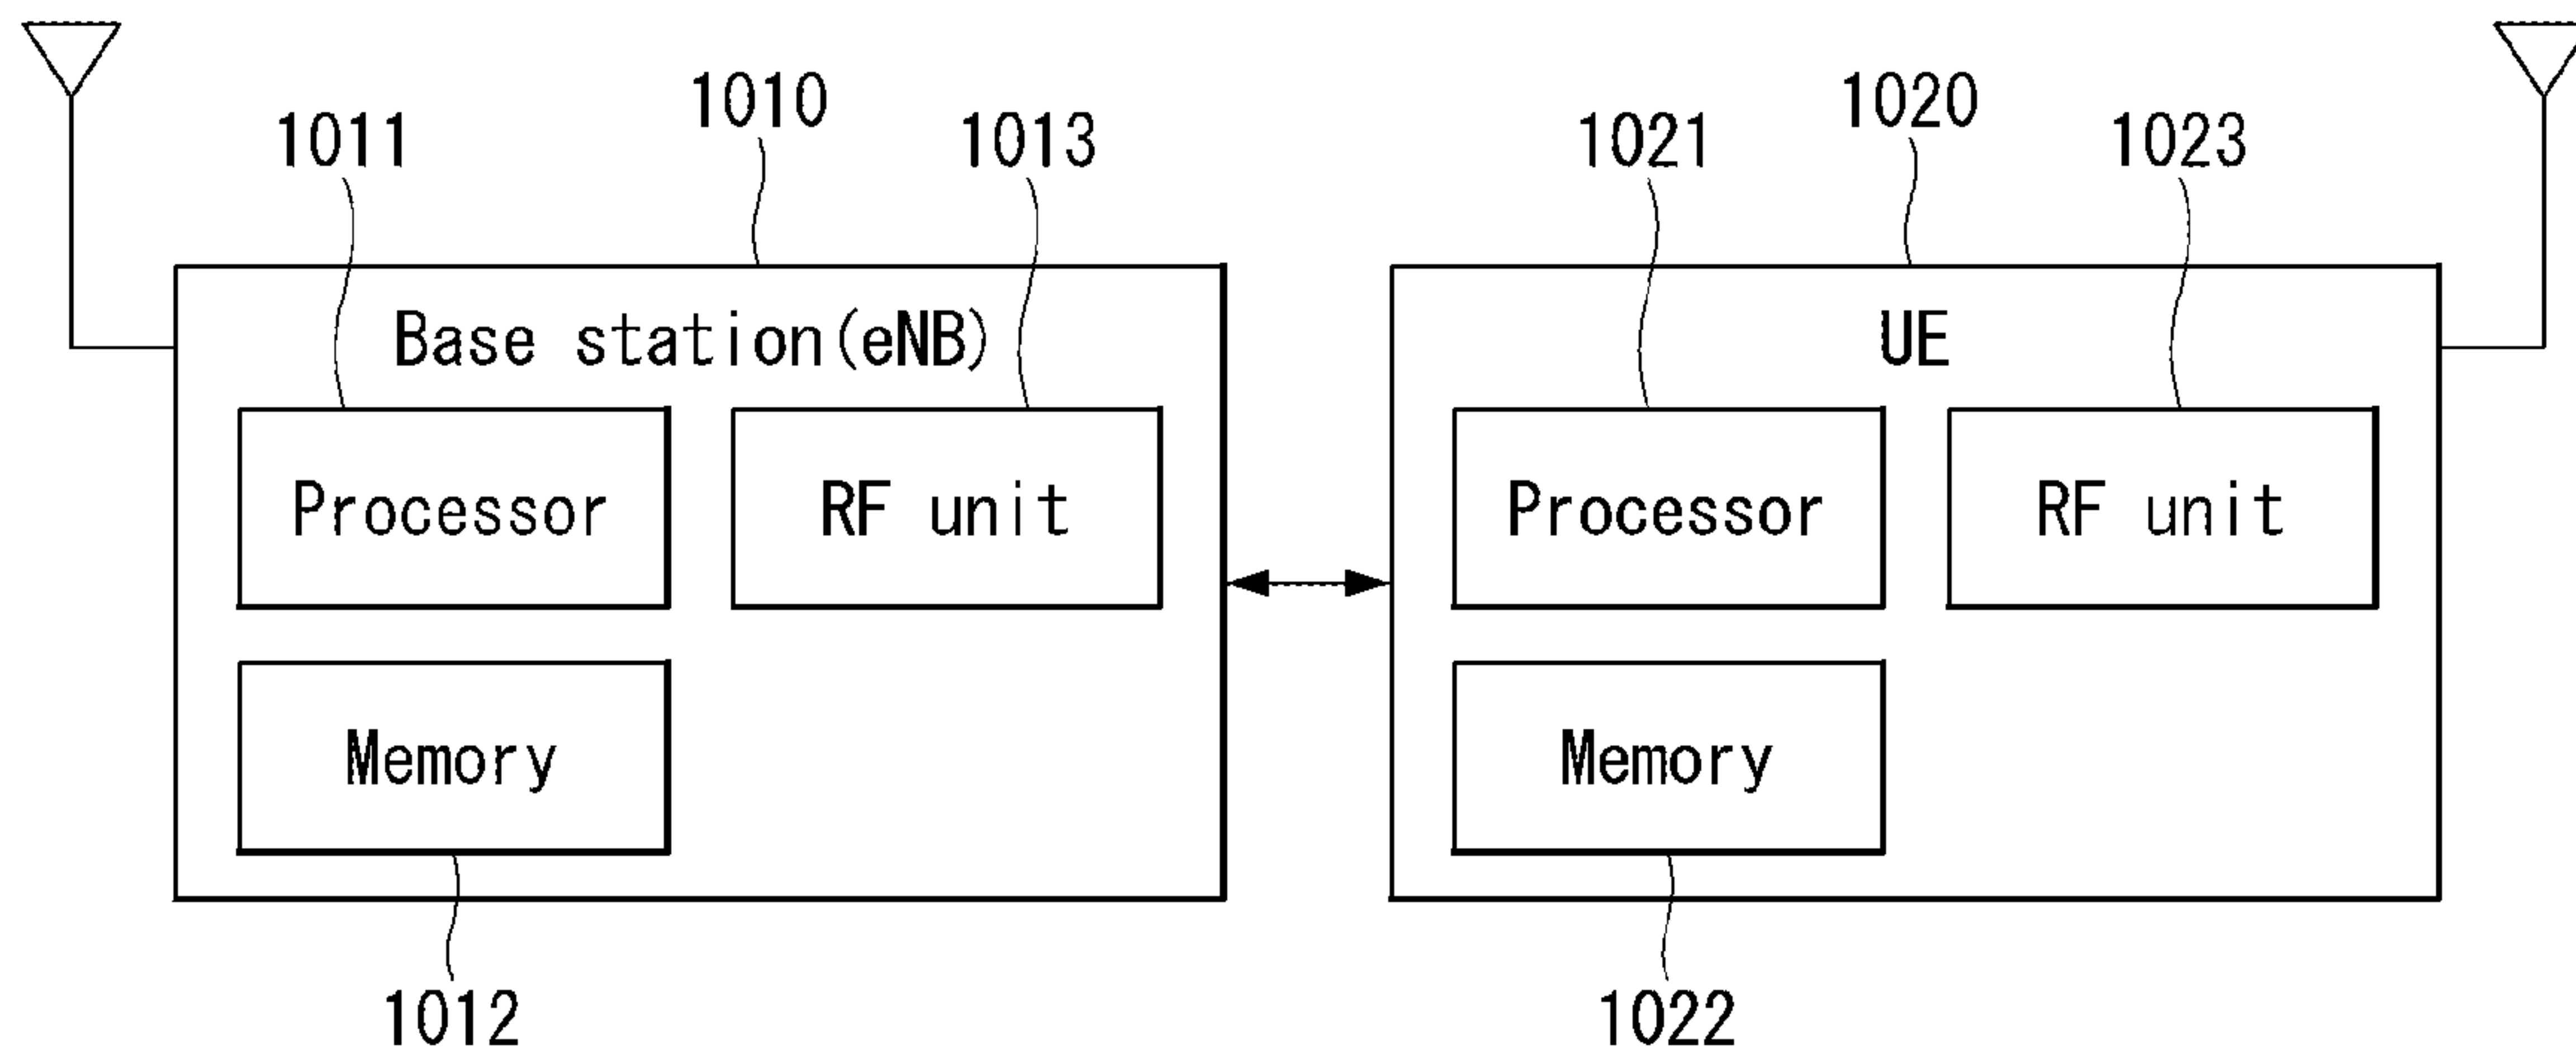 1010
1020
1011
1013
1021
1023
Base station(eNB)
UE
Processor
RF unit
Processor
RF unit
Memory
Memory
1012
1022